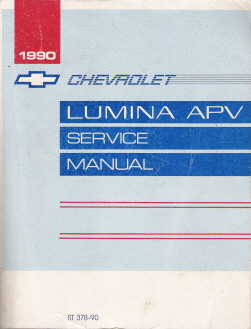 1990
CHEVROLET
LUMINA APV
SERVICE
MANUAL
ST 378-90